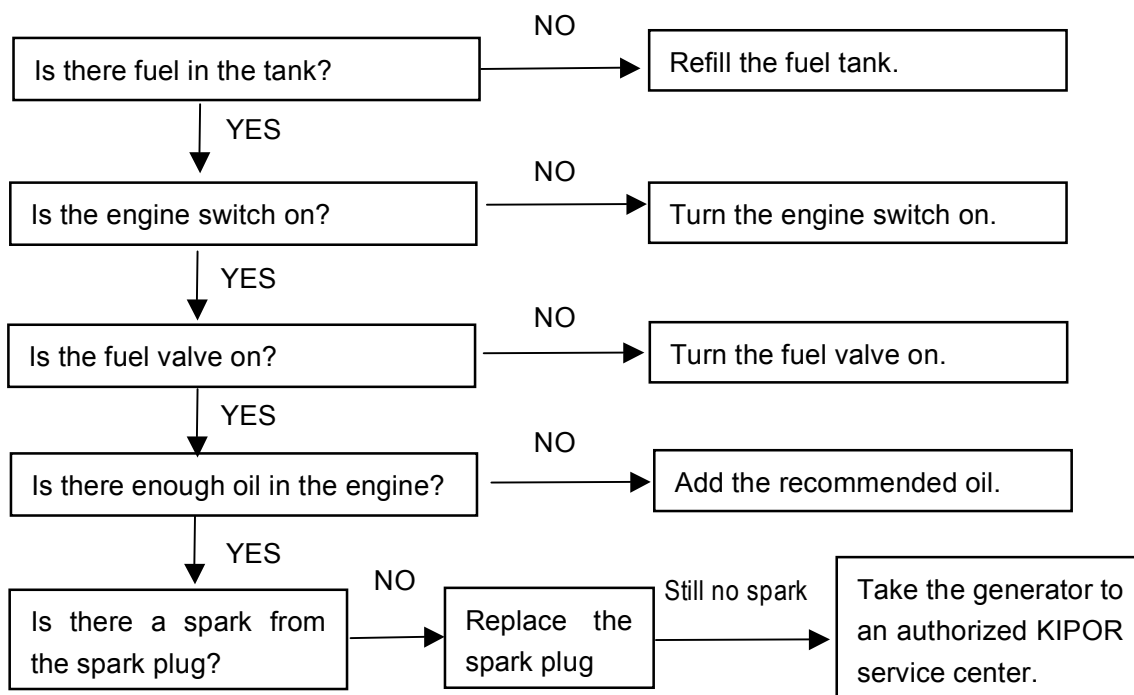 NO
Is there fuel in the tank?
Refill the fuel tank.
YES
NO
Is the engine switch on?
Turn the engine switch on.
YES
NO
Is the fuel valve on?
Turn the fuel valve on.
YES
NO
Is there enough oil in the engine?
Add the recommended oil.
YES
NO
Is there a spark from
the spark plug?
Replace the
spark plug
Still no spark
Take the generator to
an authorized KIPOR
service center.